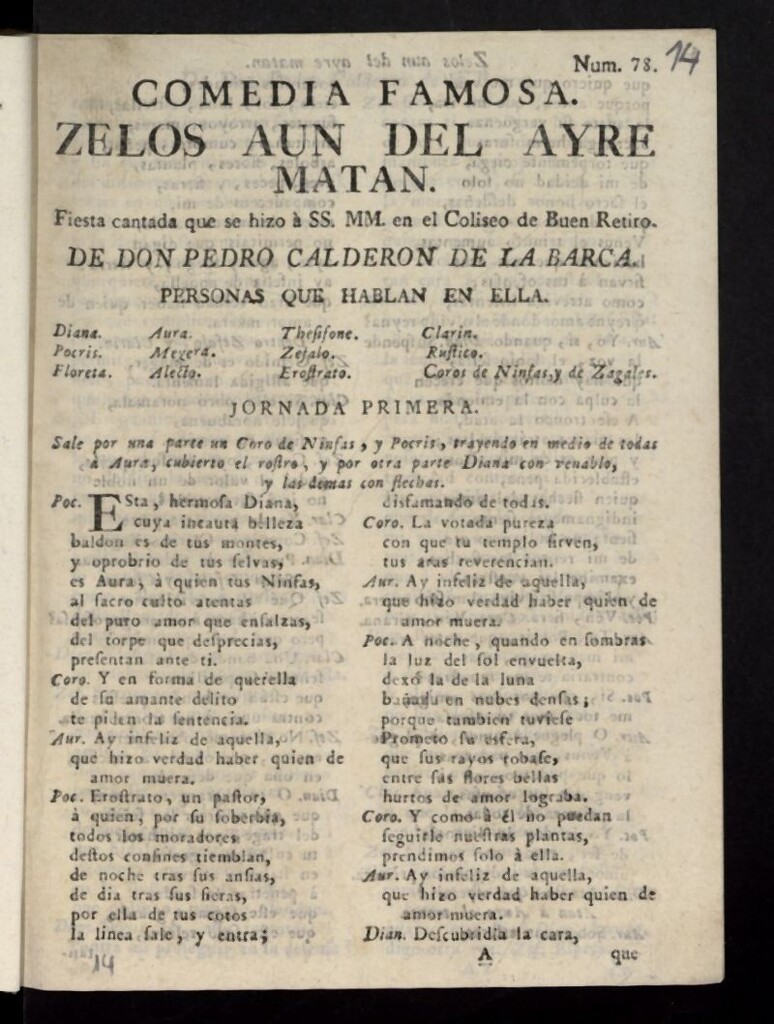 Num. 78. 14
COMEDIA FAMOSA.
ZELOS AUN DEL AYRE
MATAN.
Fiesta cantada que se hizo à SS. MM. en el Coliseo de Buen Retiro.
DE DON PEDRO CALDERON DE LA BARCA.
PERSONAS QUE HABLAN EN ELLA.
Diana. Aura. Thesifone. Clarin.
Pocris. Megera. Zefalo. Rustico.
Floreta. Alecto. Erostrato. Coros de Ninfas, y de Zagales.
JORNADA PRIMERA.
Sale por una parte un Coro de Ninfas, y Pocris, trayendo en medio de todas
à Aura, cubierto el rostro, y por otra parte Diana con venablo,
y las demas con flechas.
Poc. ESta, hermosa Diana,
cuya incauta belleza
baldon es de tus montes,
y oprobrio de tus selvas,
es Aura, à quien tus Ninfas,
al sacro culto atentas
del puro amor que ensalzas,
del torpe que desprecias,
presentan ante ti.
Coro. Y en forma de querella
de su amante delito
te piden la sentencia.
Aur. Ay infeliz de aquella,
que hizo verdad haber quien de
amor muera.
Poc. Erostrato, un pastor,
à quien, por su soberbia,
todos los moradores
destos confines tiemblan,
de noche tras sus ansias,
de dia tras sus fieras,
por ella de tus cotos
la linea sale, y entra;
14
disfamando de todas.
Coro. La votada pureza
con que tu templo sirven,
tus aras reverencian.
Aur. Ay infeliz de aquella,
que hizo verdad haber quien de
amor muera.
Poc. A noche, quando en sombras
la luz del sol envuelta,
dexó la de la luna
bañada en nubes densas;
porque tambien tuviese
Prometo su esfera,
que sus rayos robase,
entre sus flores bellas
hurtos de amor lograba.
Coro. Y como à él no puedan
seguirle nuestras plantas,
prendimos solo à ella.
Aur. Ay infeliz de aquella,
que hizo verdad haber quien de
amor muera.
Dian. Descubridla la cara,
A que